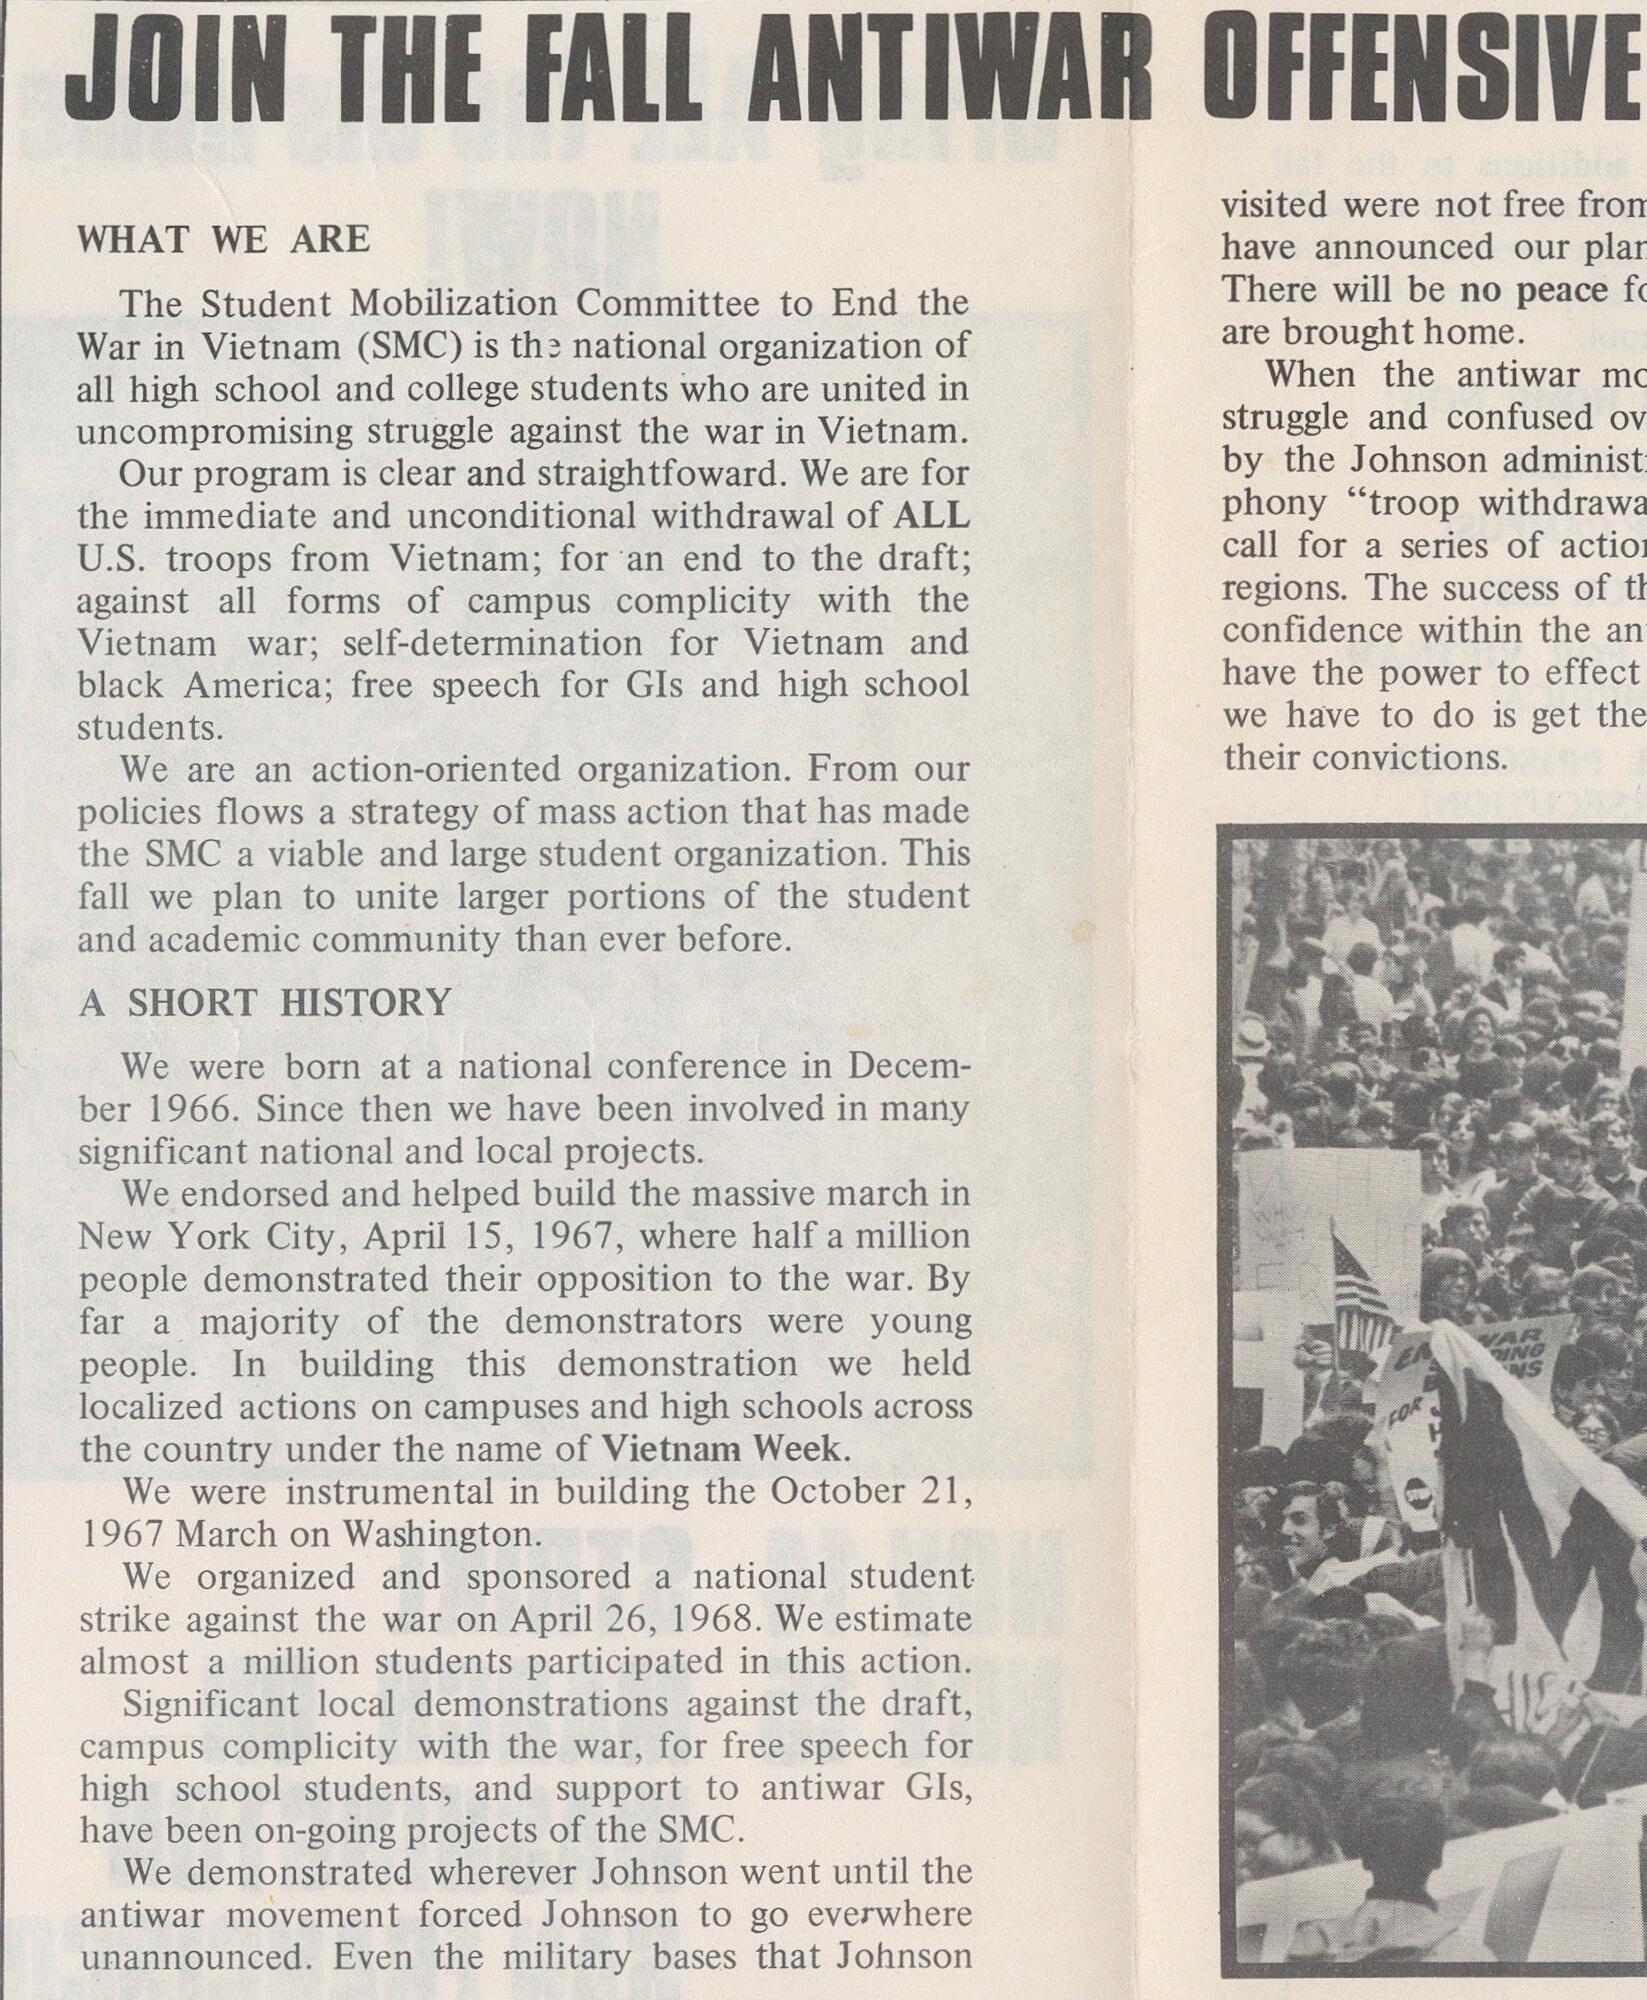 JOIN THE FALL ANTIWAR OFFENSIVE
WHAT WE ARE
The Student Mobilization Committee to End the
War in Vietnam (SMC) is the national organization of
all high school and college students who are united in
uncompromising struggle against the war in Vietnam.
Our program is clear and straightfoward. We are for
the immediate and unconditional withdrawal of ALL
U.S. troops from Vietnam; for an end to the draft;
against all forms of campus complicity with the
Vietnam war; self-determination for Vietnam and
black America; free speech for GIs and high school
students.
We are an action-oriented organization. From our
policies flows a strategy of mass action that has made
the SMC a viable and large student organization. This
fall we plan to unite larger portions of the student
and academic community than ever before.
A SHORT HISTORY
We were born at a national conference in Decem-
ber 1966. Since then we have been involved in many
significant national and local projects.
We endorsed and helped build the massive march in
New York City, April 15, 1967, where half a million
people demonstrated their opposition to the war. By
far a majority of the demonstrators were young
people. In building this demonstration we held
localized actions on campuses and high schools across
the country under the name of Vietnam Week.
We were instrumental in building the October 21,
1967 March on Washington.
We organized and sponsored a national student
strike against the war on April 26, 1968. We estimate
almost a million students participated in this action.
Significant local demonstrations against the draft,
campus complicity with the war, for free speech for
high school students, and support to antiwar GIs,
have been on-going projects of the SMC.
We demonstrated wherever Johnson went until the
antiwar movement forced Johnson to go everwhere
unannounced. Even the military bases that Johnson
visited were not free from
have announced our plan
There will be no peace fo
are brought home.
When the antiwar mo
struggle and confused ov
by the Johnson administr
phony “troop withdrawa
call for a series of action
regions. The success of th
confidence within the an
have the power to effect
we have to do is get the
their convictions.
WAR
FOR